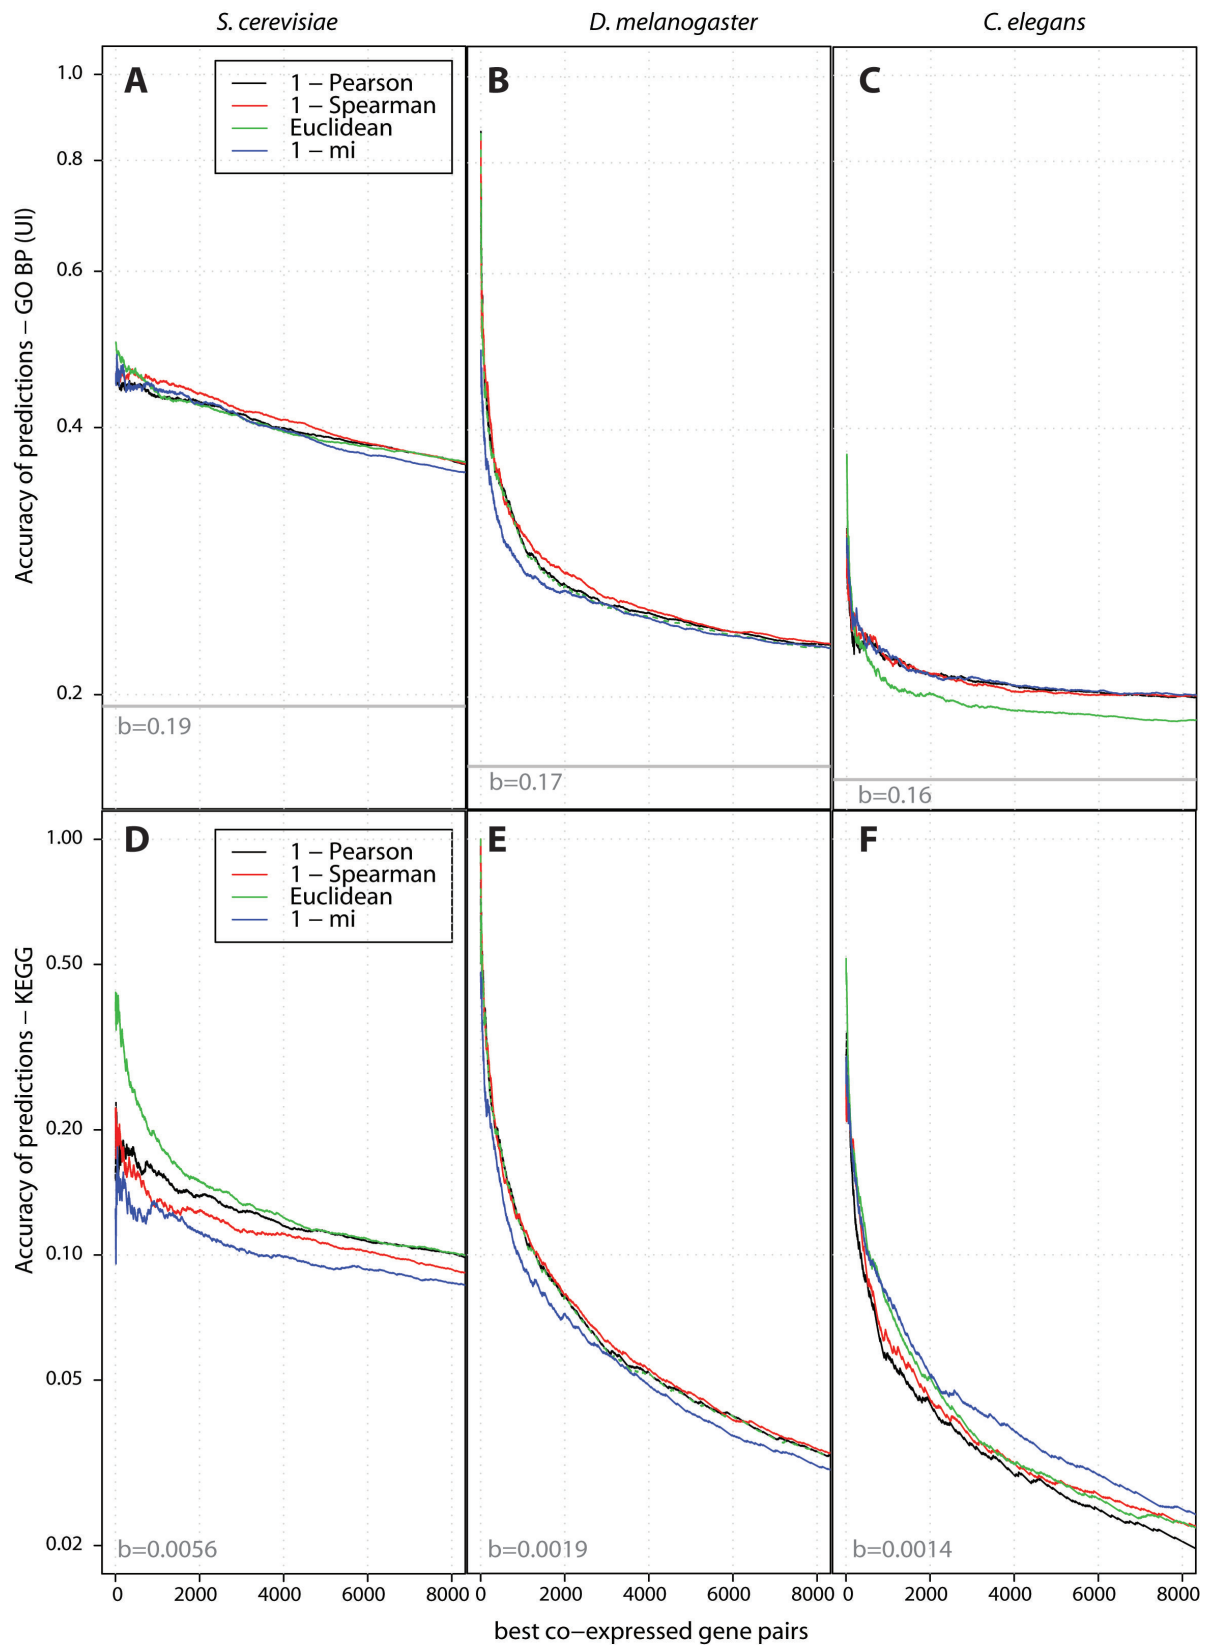 S. cerevisiae
D. melanogaster
C. elegans
Accuracy of predictions – GO BP (UI)
1.0
0.8
0.6
0.4
0.2
A
1 – Pearson
1 – Spearman
Euclidean
1 – mi
b=0.19
B
b=0.17
C
b=0.16
Accuracy of predictions – KEGG
1.00
0.50
0.20
0.10
0.05
0.02
D
1 – Pearson
1 – Spearman
Euclidean
1 – mi
b=0.0056
E
b=0.0019
F
b=0.0014
0 2000 4000 6000 8000
0 2000 4000 6000 8000
0 2000 4000 6000 8000
best co–expressed gene pairs